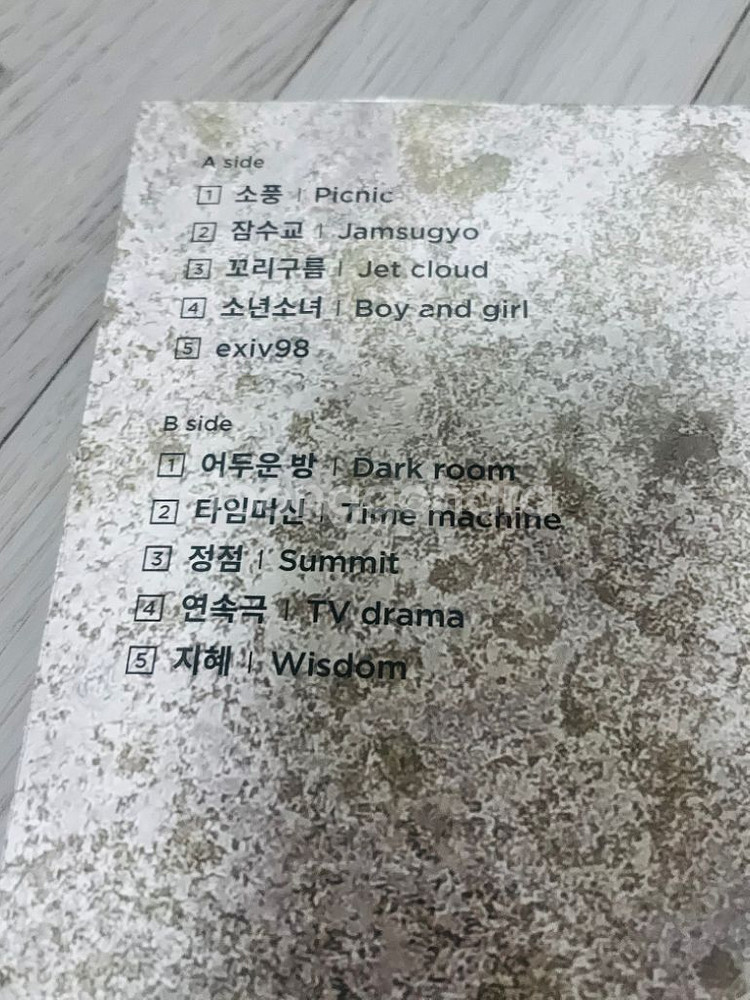 A side
1 소풍 | Picnic
2 잠수교 | Jamsugyo
3 꼬리구름 | Jet cloud
4 소년소녀 | Boy and girl
5 exiv98
B side
1 어두운 방 | Dark room
2 타임머신 | Time machine
3 정점 | Summit
4 연속극 | TV drama
5 지혜 | Wisdom